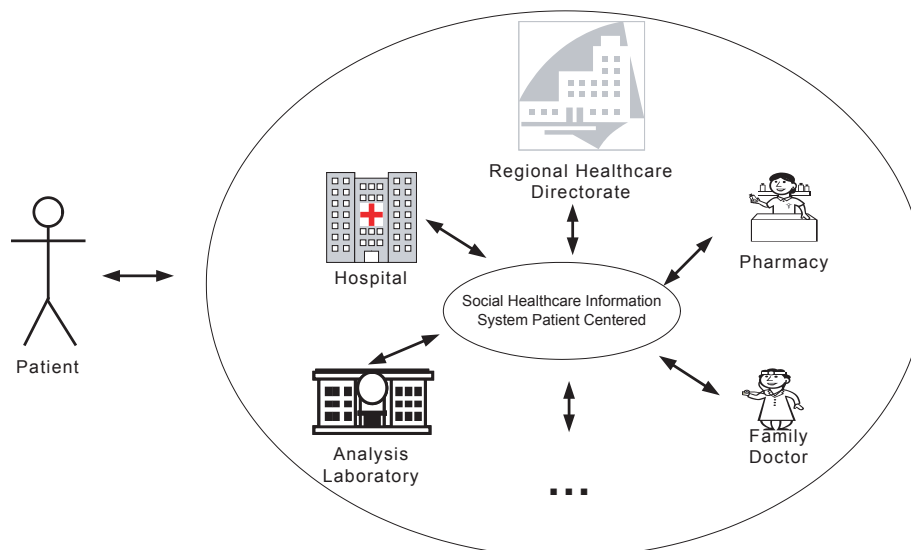 Regional Healthcare
Directorate
Hospital
Pharmacy
Social Healthcare Information
System Patient Centered
Patient
Analysis
Laboratory
Family
Doctor
...